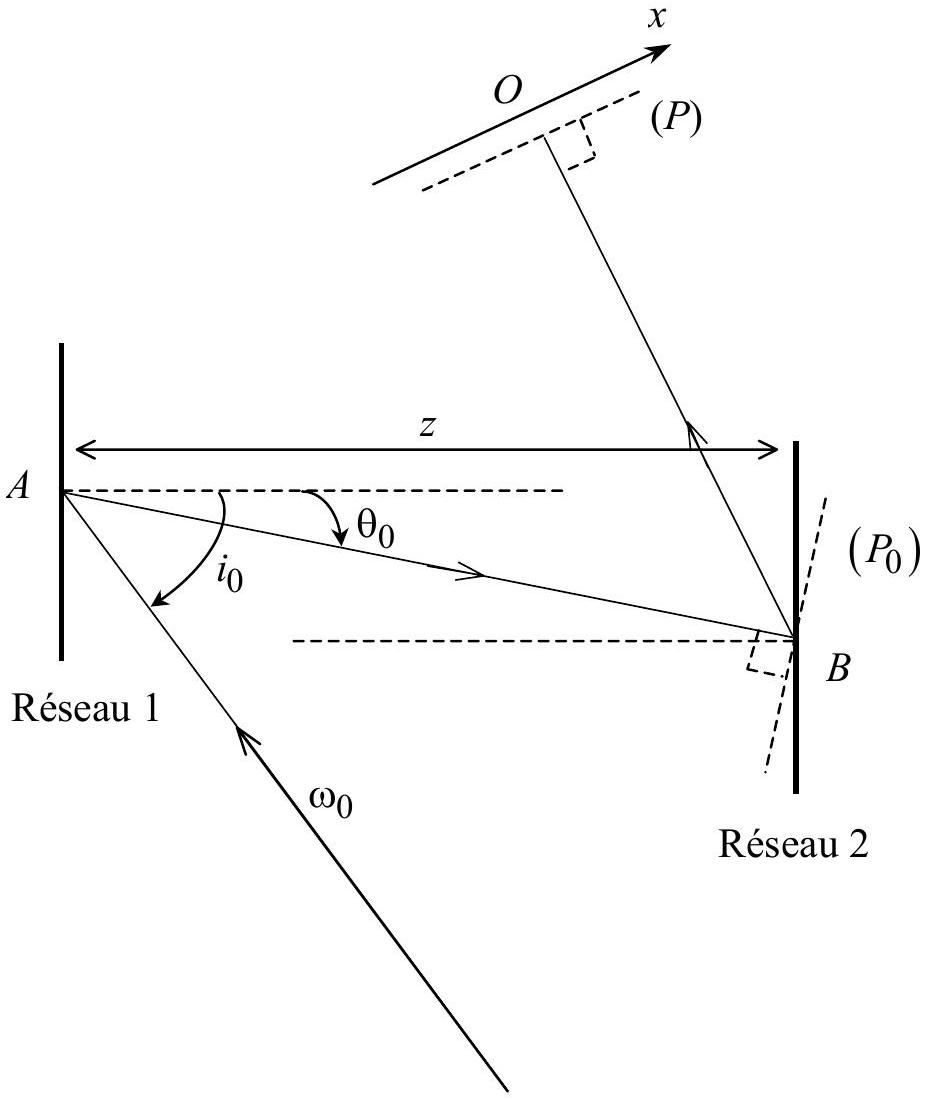 x
O
(P)
z
A
θ₀
i₀
(P₀)
B
Réseau 1
ω₀
Réseau 2